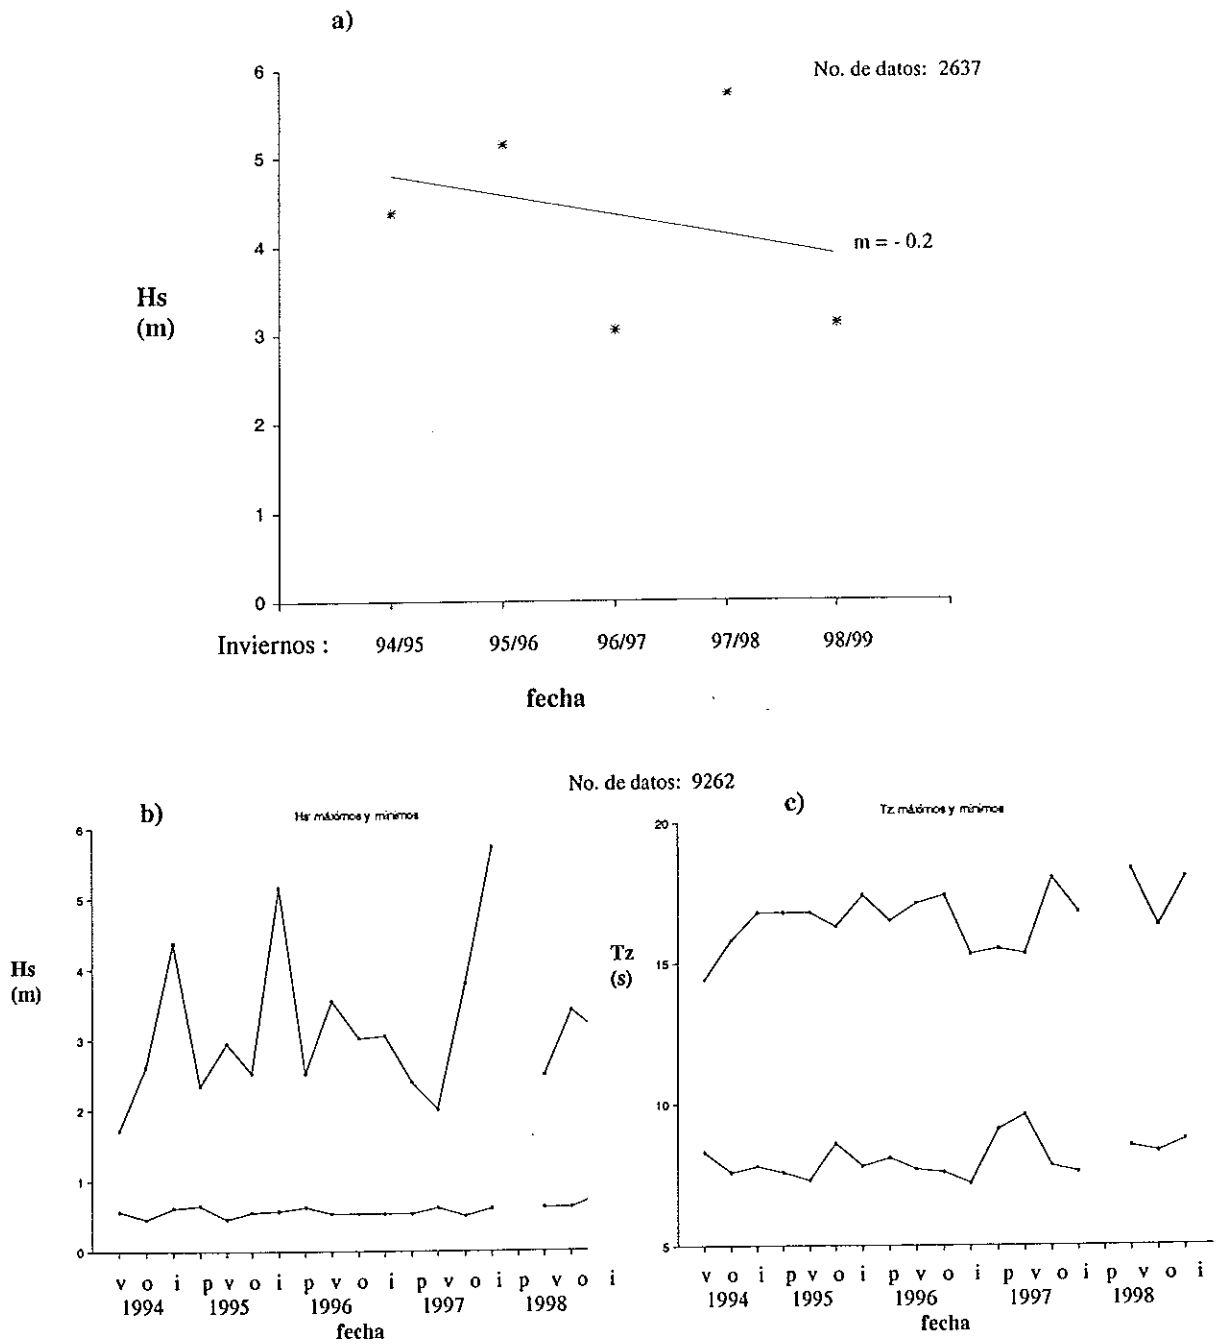 a)
No. de datos: 2637
6
5
4
3
2
1
0
Hs
(m)
m = - 0.2
Inviernos : 94/95 95/96 96/97 97/98 98/99
fecha
No. de datos: 9262
b)
Hs: máximos y mínimos
6
5
4
3
2
1
0
Hs
(m)
v o i p v o i p v o i p v o i p v o i
1994 1995 1996 1997 1998
fecha
c)
Tz: máximos y mínimos
20
15
10
5
Tz
(s)
v o i p v o i p v o i p v o i p v o i
1994 1995 1996 1997 1998
fecha